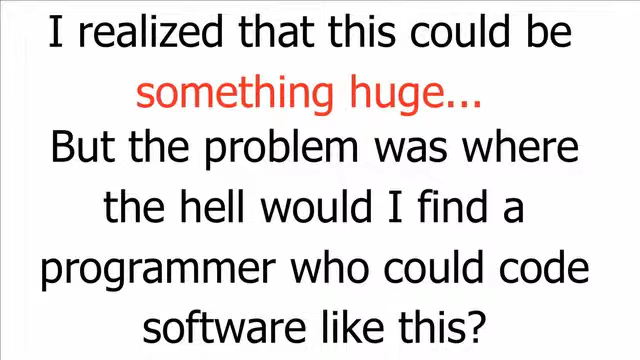 I realized that this could be
something huge...
But the problem was where
the hell would I find a
programmer who could code
software like this?